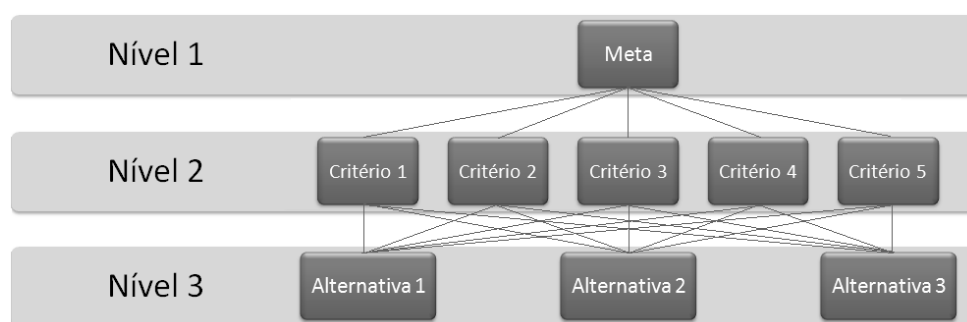 Nível 1
Meta
Nível 2
Critério 1
Critério 2
Critério 3
Critério 4
Critério 5
Nível 3
Alternativa 1
Alternativa 2
Alternativa 3